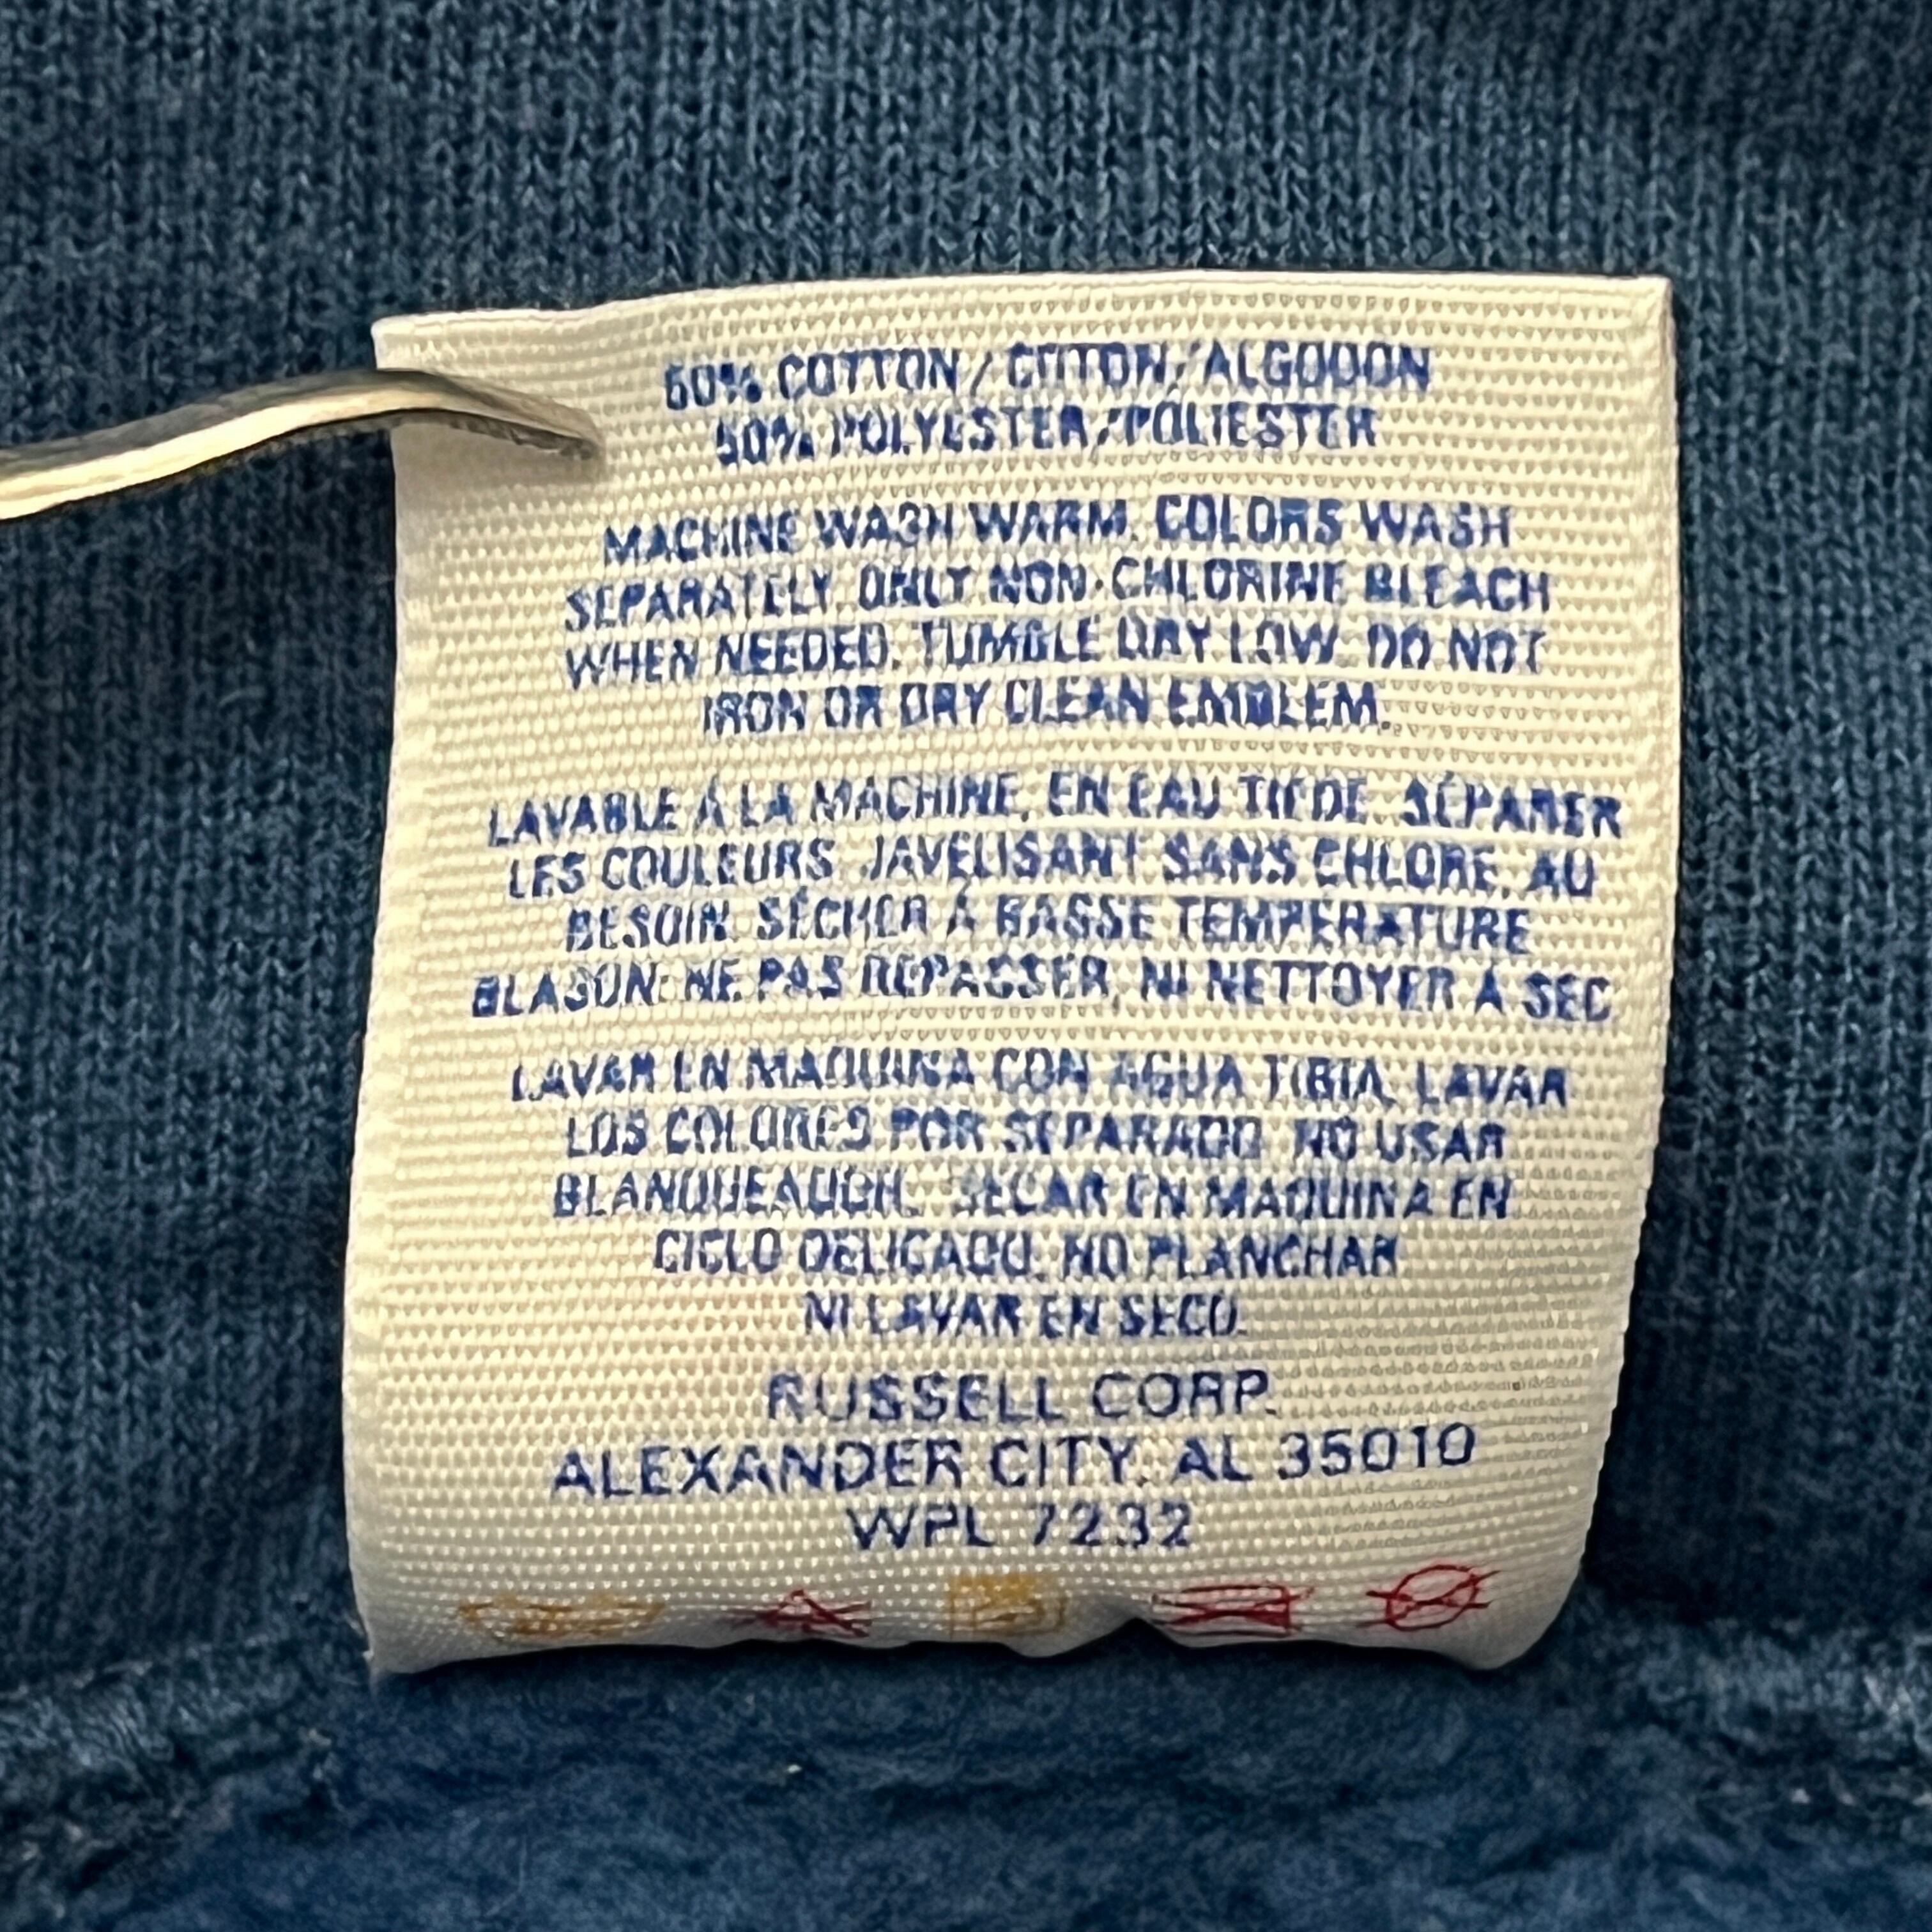 50% COTTON / COTON / ALGODON
50% POLYESTER/POLIESTER
MACHINE WASH WARM. COLORS WASH
SEPARATELY. ONLY NON-CHLORINE BLEACH
WHEN NEEDED. TUMBLE DRY LOW. DO NOT
IRON OR DRY CLEAN EMBLEM.
LAVABLE À LA MACHINE, EN EAU TIÈDE. SÉPARER
LES COULEURS. JAVELISANT SANS CHLORE, AU
BESOIN. SÉCHER À BASSE TEMPÉRATURE
BLASON: NE PAS REPASSER, NI NETTOYER À SEC
LAVAR EN MAQUINA CON AGUA TIBIA. LAVAR
LOS COLORES POR SEPARADO. NO USAR
BLANQUEADOR. SECAR EN MAQUINA EN
CICLO DELICADO. NO PLANCHAR
NI LAVAR EN SECO.
RUSSELL CORP.
ALEXANDER CITY, AL 35010
WPL 7232